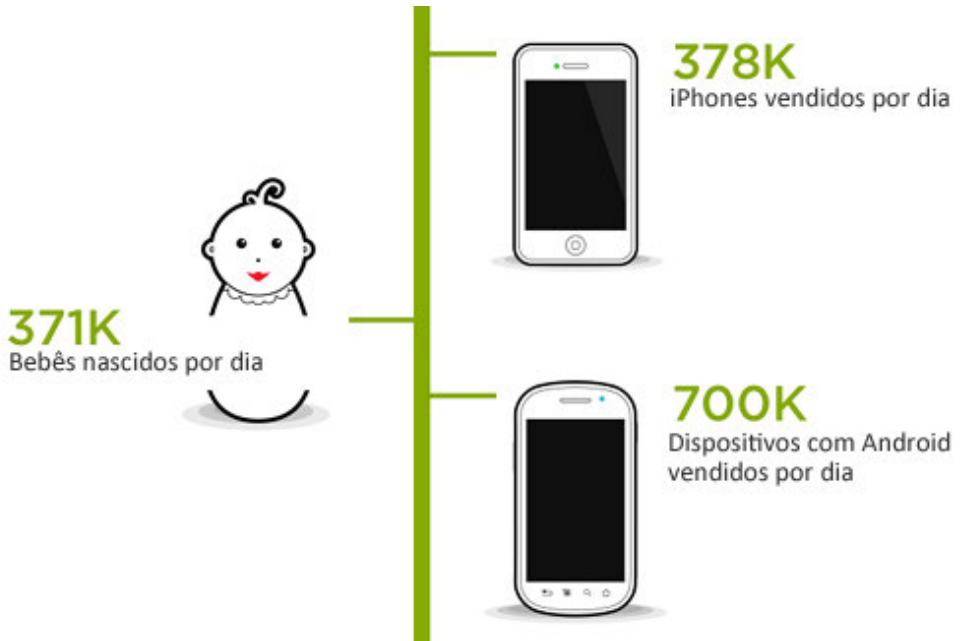 378K
iPhones vendidos por dia
371K
Bebês nascidos por dia
700K
Dispositivos com Android
vendidos por dia